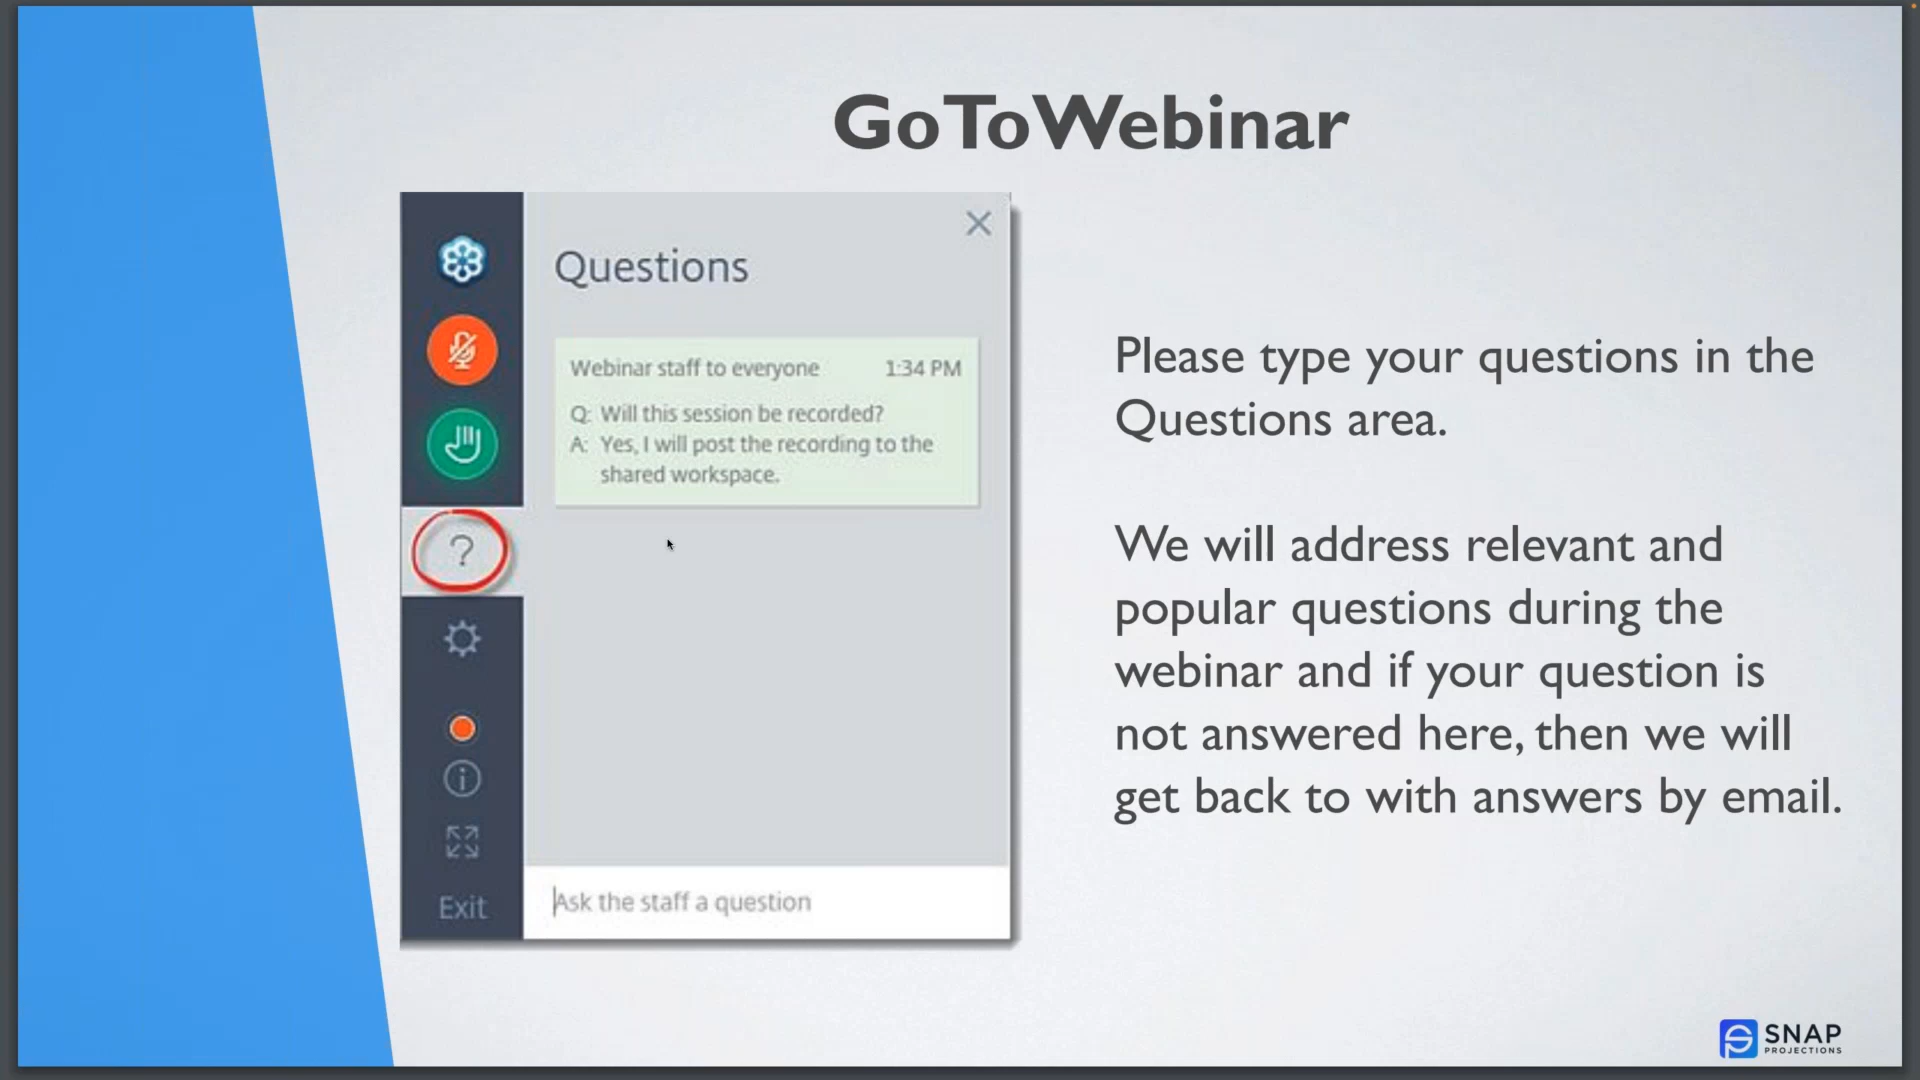 GoToWebinar
Questions
Webinar staff to everyone 1:34 PM
Q: Will this session be recorded?
A: Yes, I will post the recording to the
shared workspace.
?
Exit
Ask the staff a question
Please type your questions in the
Questions area.
We will address relevant and
popular questions during the
webinar and if your question is
not answered here, then we will
get back to with answers by email.
SNAP
PROJECTIONS